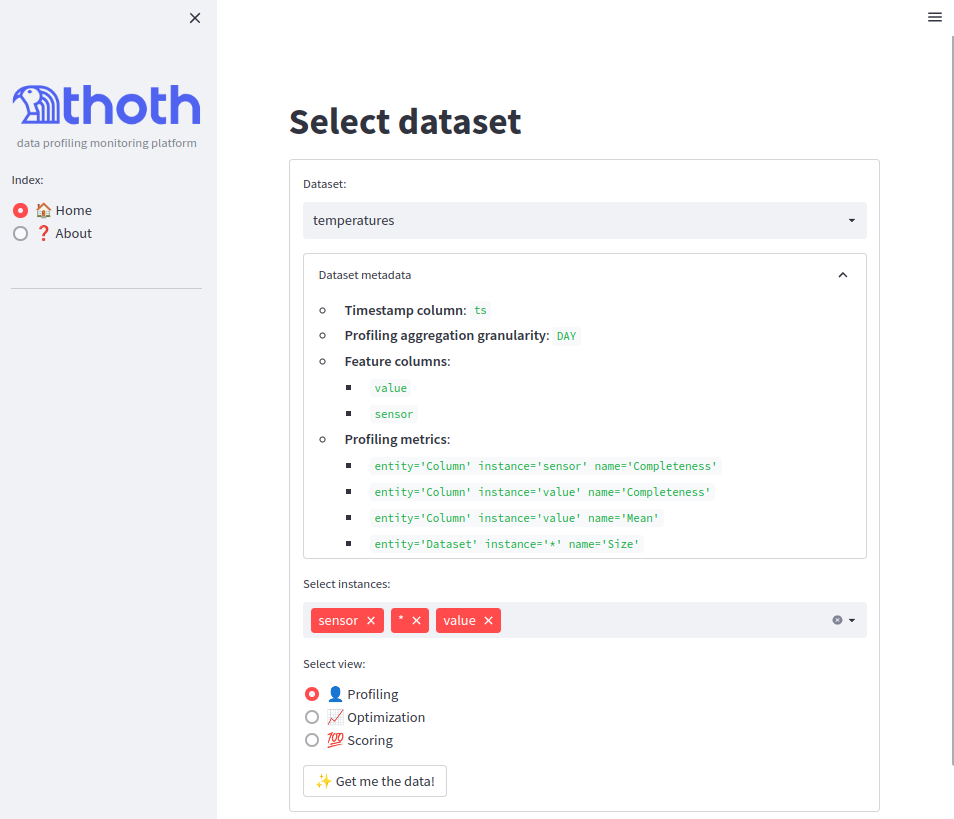 thoth
data profiling monitoring platform
Index:
🏠 Home
❓ About
Select dataset
Dataset:
temperatures
Dataset metadata
Timestamp column: ts
Profiling aggregation granularity: DAY
Feature columns:
value
sensor
Profiling metrics:
entity='Column' instance='sensor' name='Completeness'
entity='Column' instance='value' name='Completeness'
entity='Column' instance='value' name='Mean'
entity='Dataset' instance='*' name='Size'
Select instances:
sensor * value
Select view:
👤 Profiling
📈 Optimization
💯 Scoring
✨ Get me the data!